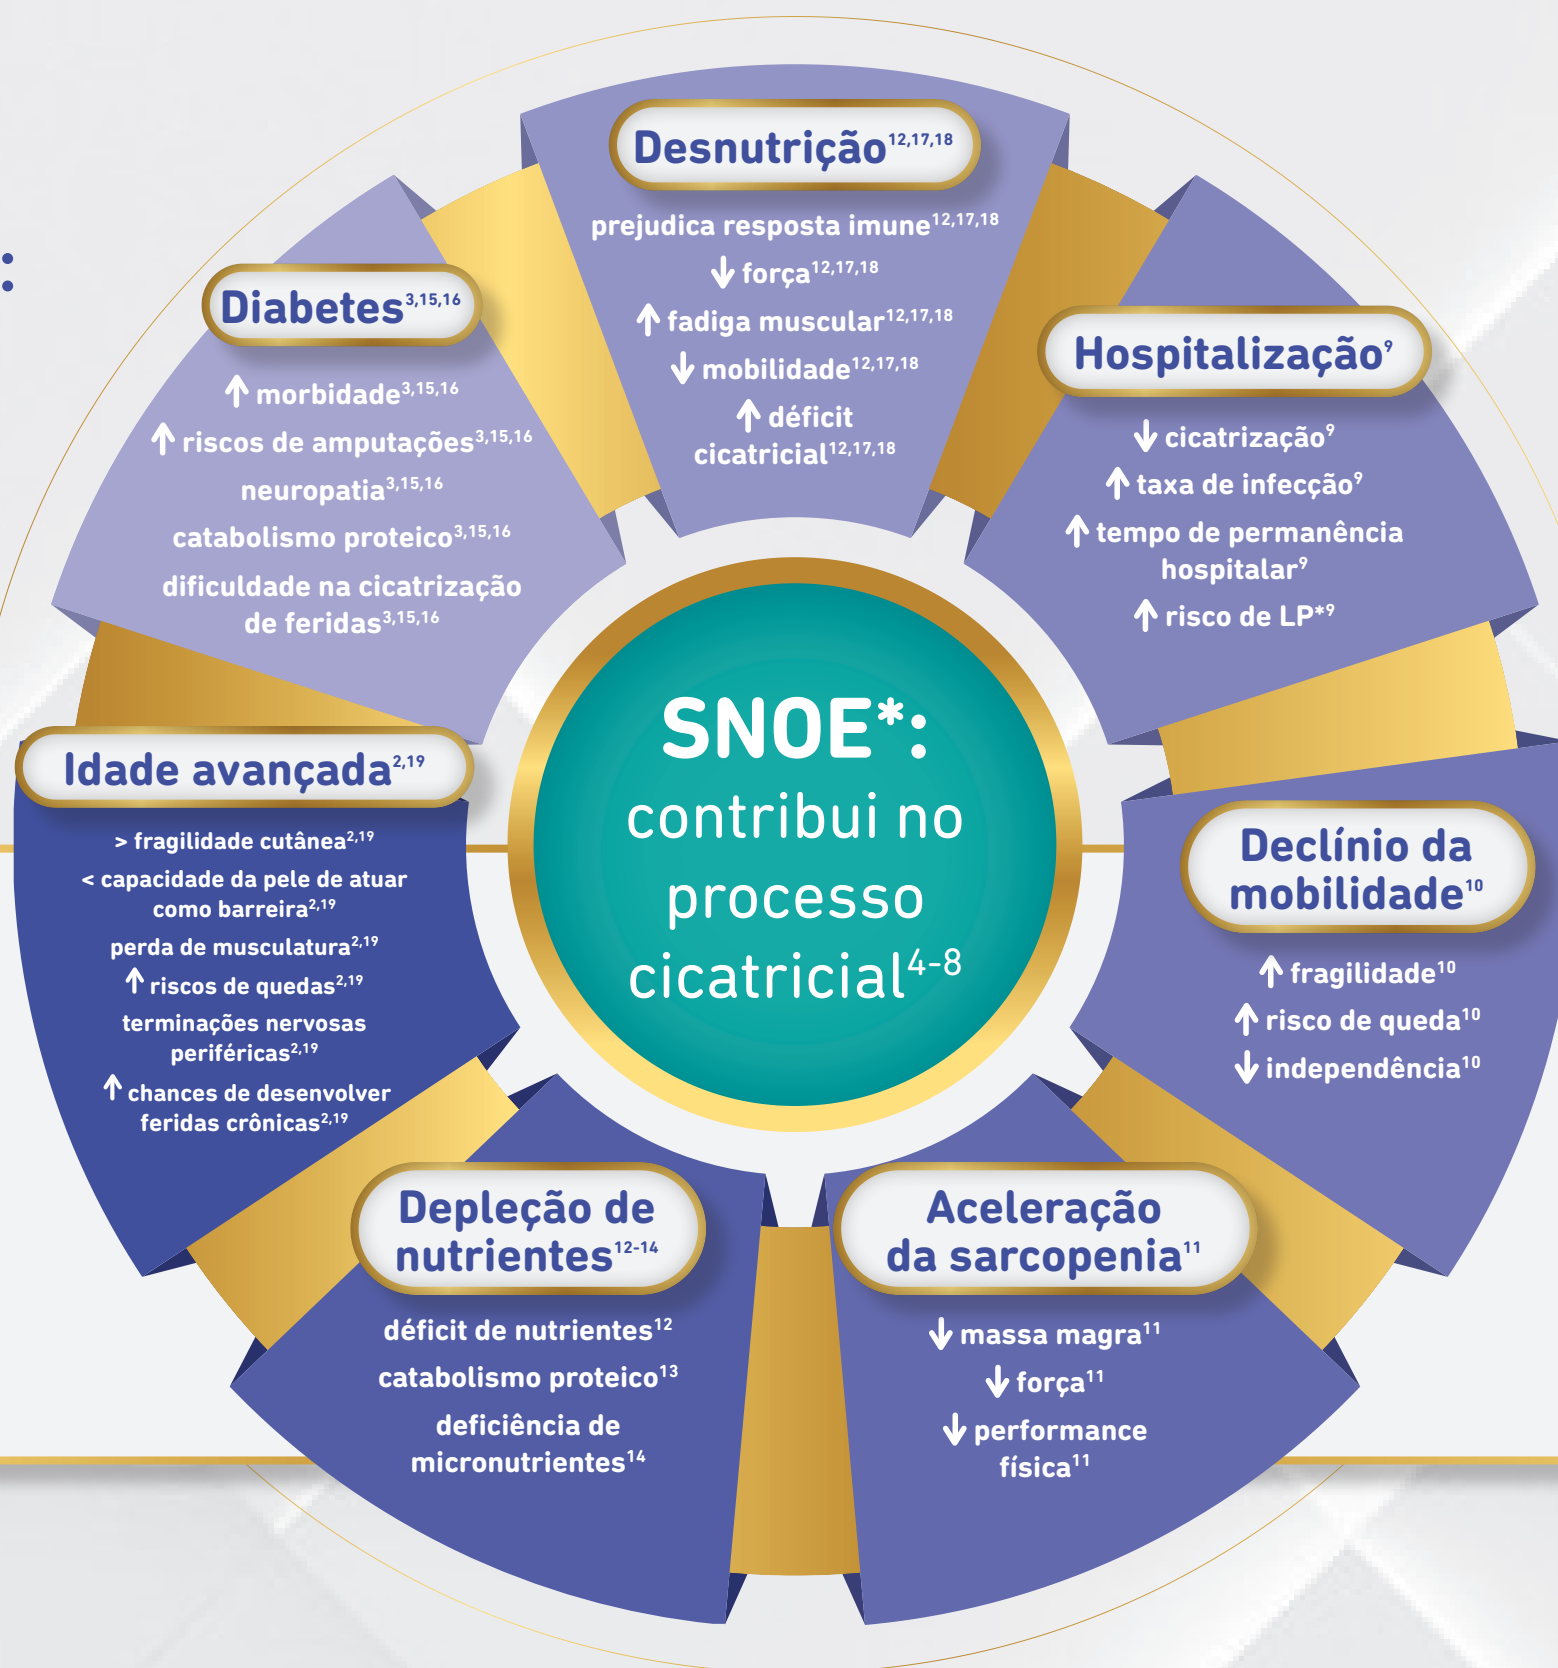 :
Desnutrição12,17,18
prejudica resposta imune12,17,18
↓ força12,17,18
↑ fadiga muscular12,17,18
↓ mobilidade12,17,18
↑ déficit
cicatricial12,17,18
Diabetes3,15,16
↑ morbidade3,15,16
↑ riscos de amputações3,15,16
neuropatia3,15,16
catabolismo proteico3,15,16
dificuldade na cicatrização
de feridas3,15,16
Hospitalização9
↓ cicatrização9
↑ taxa de infecção9
↑ tempo de permanência
hospitalar9
↑ risco de LP*9
SNOE*:
contribui no
processo
cicatricial4-8
Idade avançada2,19
> fragilidade cutânea2,19
< capacidade da pele de atuar
como barreira2,19
perda de musculatura2,19
↑ riscos de quedas2,19
terminações nervosas
periféricas2,19
↑ chances de desenvolver
feridas crônicas2,19
Declínio da
mobilidade10
↑ fragilidade10
↑ risco de queda10
↓ independência10
Depleção de
nutrientes12-14
déficit de nutrientes12
catabolismo proteico13
deficiência de
micronutrientes14
Aceleração
da sarcopenia11
↓ massa magra11
↓ força11
↓ performance
física11